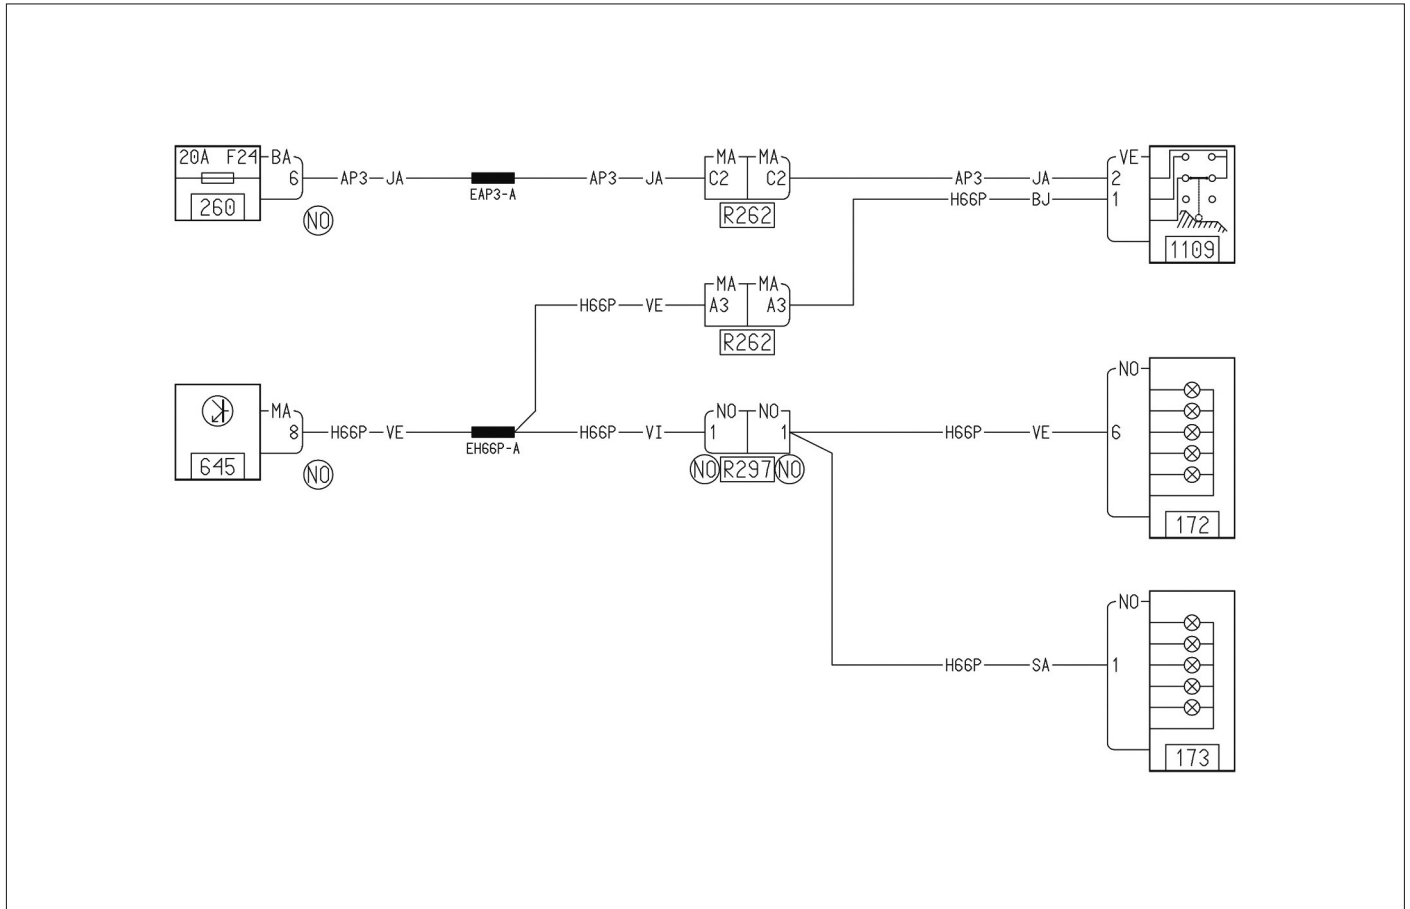 20A F24 BA
6 AP3 JA AP3 JA
EAP3-A
260
NO
MA MA
C2 C2
R262
AP3 JA
H66P BJ
VE
2
1
1109
H66P VE
MA MA
A3 A3
R262
MA
8 H66P VE
645
NO
EH66P-A
H66P VI
NO NO
1 1
NO R297 NO
H66P VE
NO
6
172
H66P SA
NO
1
173